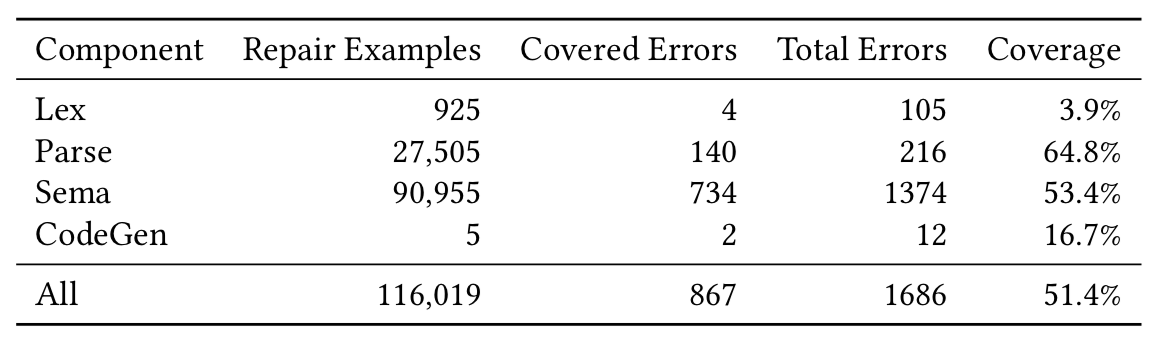 Component Repair Examples Covered Errors Total Errors Coverage
Lex 925 4 105 3.9%
Parse 27,505 140 216 64.8%
Sema 90,955 734 1374 53.4%
CodeGen 5 2 12 16.7%
All 116,019 867 1686 51.4%